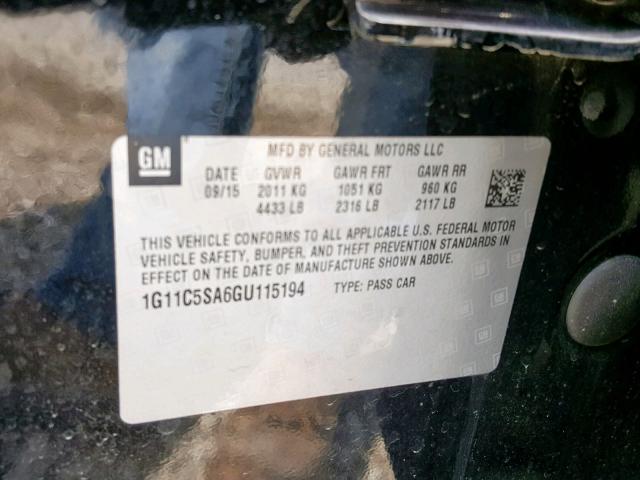 GM
MFD BY GENERAL MOTORS LLC
DATE GVWR GAWR FRT GAWR RR
09/15 2011 KG 1051 KG 960 KG
4433 LB 2316 LB 2117 LB
THIS VEHICLE CONFORMS TO ALL APPLICABLE U.S. FEDERAL MOTOR
VEHICLE SAFETY, BUMPER, AND THEFT PREVENTION STANDARDS IN
EFFECT ON THE DATE OF MANUFACTURE SHOWN ABOVE.
1G11C5SA6GU115194 TYPE: PASS CAR